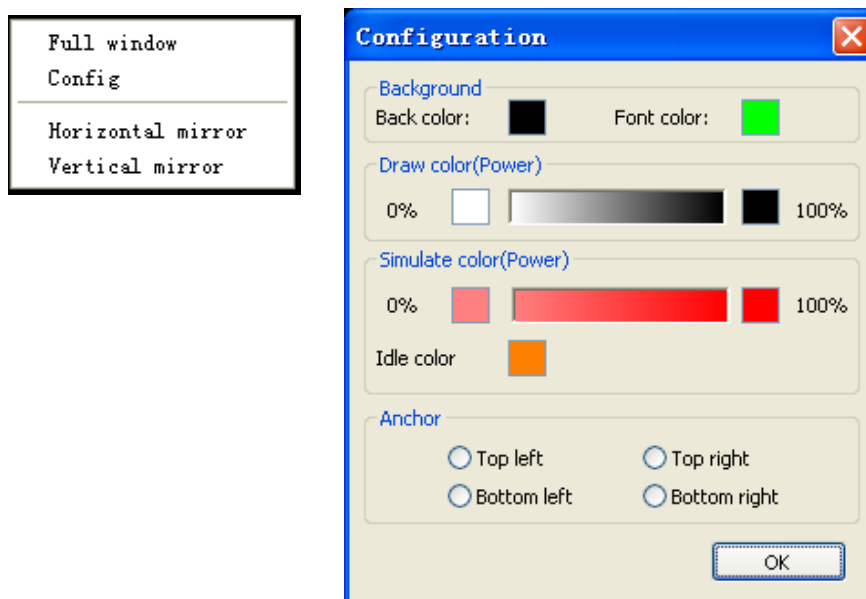 Full window
Config
Horizontal mirror
Vertical mirror
Configuration
Background
Back color: Font color:
Draw color(Power)
0% 100%
Simulate color(Power)
0% 100%
Idle color
Anchor
Top left Top right
Bottom left Bottom right
OK